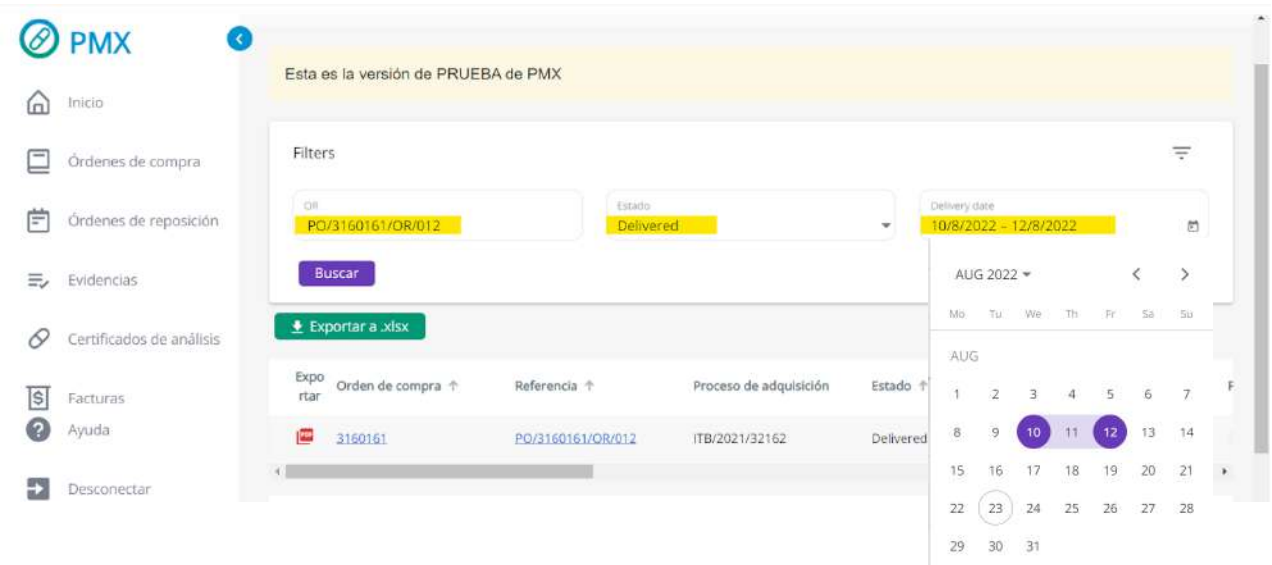 PMX
Inicio
Órdenes de compra
Órdenes de reposición
Evidencias
Certificados de análisis
Facturas
Ayuda
Desconectar
Esta es la versión de PRUEBA de PMX
Filters
OR
PO/3160161/OR/012
Estado
Delivered
Delivery date
10/8/2022 – 12/8/2022
Buscar
Exportar a .xlsx
Expo
rtar
Orden de compra ↑
Referencia ↑
Proceso de adquisición
Estado ↑
3160161
PO/3160161/OR/012
ITB/2021/32162
Delivered
AUG 2022
Mo Tu We Th Fr Sa Su
AUG
1 2 3 4 5 6 7
8 9 10 11 12 13 14
15 16 17 18 19 20 21
22 23 24 25 26 27 28
29 30 31